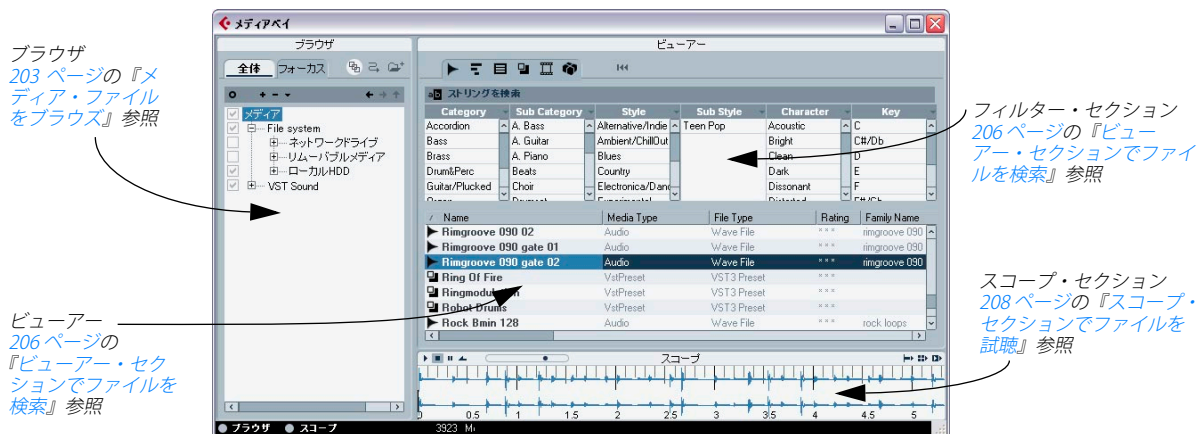 メディアベイ
ブラウザ
ビューアー
ブラウザ
203 ページの『メ
ディア・ファイル
をブラウズ』参照
全体
フォーカス
ストリングを検索
メディア
File system
ネットワークドライブ
リムーバブルメディア
ローカルHDD
VST Sound
Category Sub Category Style Sub Style Character Key
Accordion A. Bass Alternative/Indie Teen Pop Acoustic C
Bass A. Guitar Ambient/ChillOut Bright C#/Db
Brass A. Piano Blues Clean D
Drum&Perc Beats Country Dark E
Guitar/Plucked Choir Electronica/Danc Dissonant F
フィルター・セクション
206 ページの『ビュー
アー・セクションでファイ
ルを検索』参照
Name Media Type File Type Rating Family Name
Rimgroove 090 02 Audio Wave File rimgroove 090
Rimgroove 090 gate 01 Audio Wave File rimgroove 090
Rimgroove 090 gate 02 Audio Wave File rimgroove 090
Ring Of Fire VstPreset VST3 Preset
Ringmodulation VstPreset VST3 Preset
Robot Drums VstPreset VST3 Preset
Rock Bmin 128 Audio Wave File rock loops
ビューアー
206 ページの
『ビューアー・セク
ションでファイルを
検索』参照
スコープ・セクション
208 ページの『スコープ・
セクションでファイルを
試聴』参照
スコープ
0.5 1 1.5 2 2.5 3 3.5 4 4.5 5
ブラウザ スコープ 3923